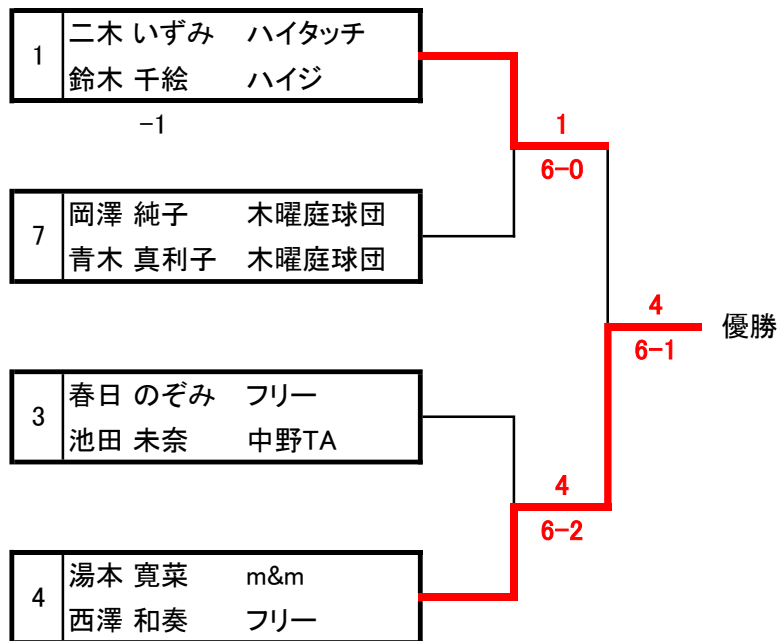 1
二木 いずみ ハイタッチ
鈴木 千絵 ハイジ
-1
1
6-0
7
岡澤 純子 木曜庭球団
青木 真利子 木曜庭球団
4
6-1
優勝
3
春日 のぞみ フリー
池田 未奈 中野TA
4
6-2
4
湯本 寛菜 m&m
西澤 和奏 フリー